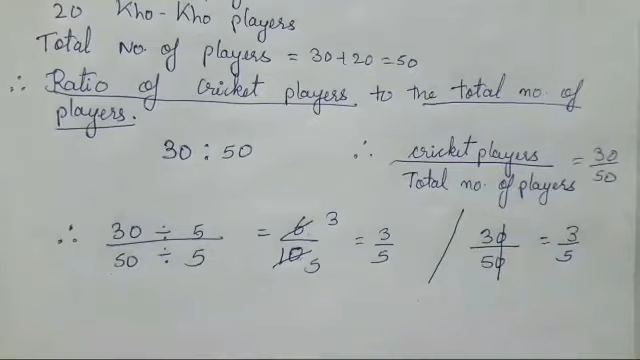 20 Kho-Kho players
Total No. of players = 30+20=50
∴ Ratio of cricket players to the total no. of
players.
30 : 50 ∴ cricket players / Total no. of players = 30/50
∴ 30 ÷ 5 / 50 ÷ 5 = 6/10 3/5 = 3/5 / 30/50 = 3/5